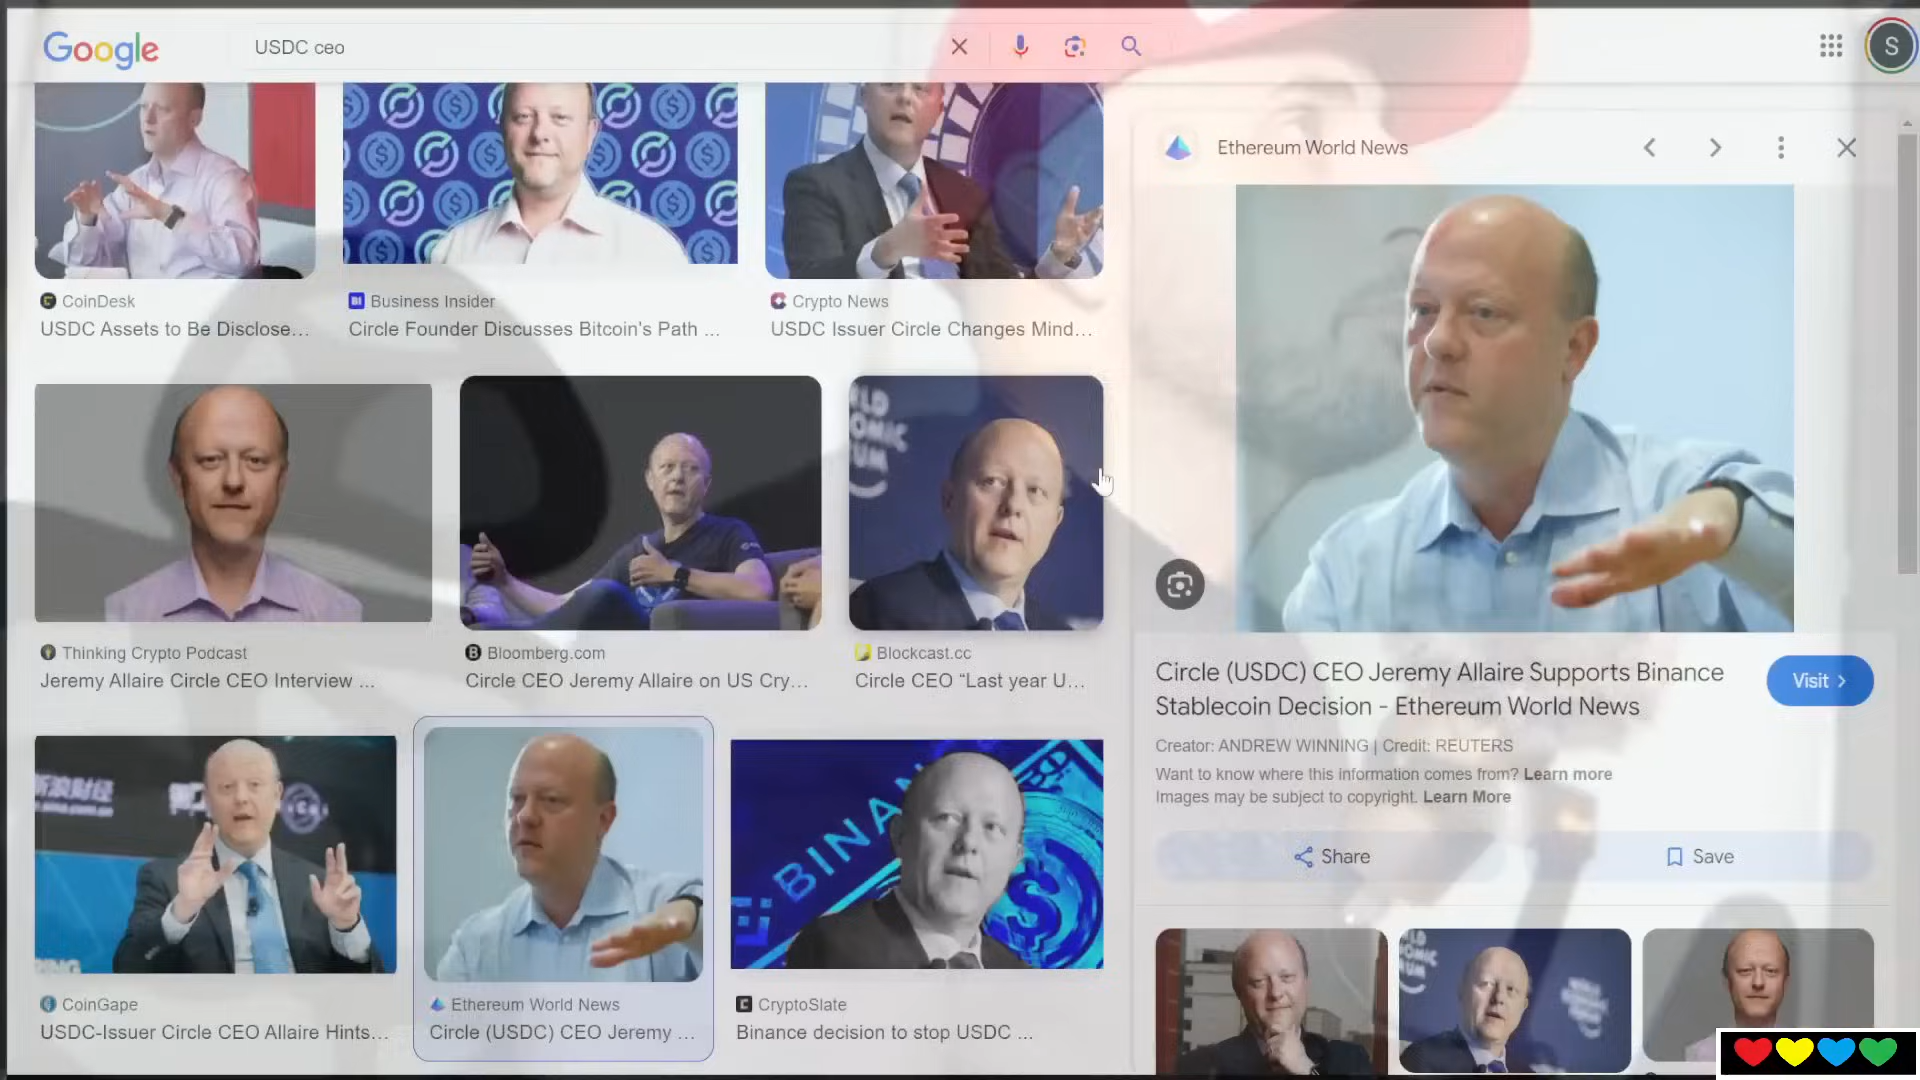 Google
USDC ceo
S
Ethereum World News
CoinDesk
USDC Assets to Be Disclose...
Business Insider
Circle Founder Discusses Bitcoin's Path ...
Crypto News
USDC Issuer Circle Changes Mind...
Thinking Crypto Podcast
Jeremy Allaire Circle CEO Interview ...
Bloomberg.com
Circle CEO Jeremy Allaire on US Cry...
Blockcast.cc
Circle CEO “Last year U...
BINAN
CoinGape
USDC-Issuer Circle CEO Allaire Hints...
Ethereum World News
Circle (USDC) CEO Jeremy ...
CryptoSlate
Binance decision to stop USDC ...
Circle (USDC) CEO Jeremy Allaire Supports Binance
Stablecoin Decision - Ethereum World News
Visit
Creator: ANDREW WINNING | Credit: REUTERS
Want to know where this information comes from? Learn more
Images may be subject to copyright. Learn More
Share
Save